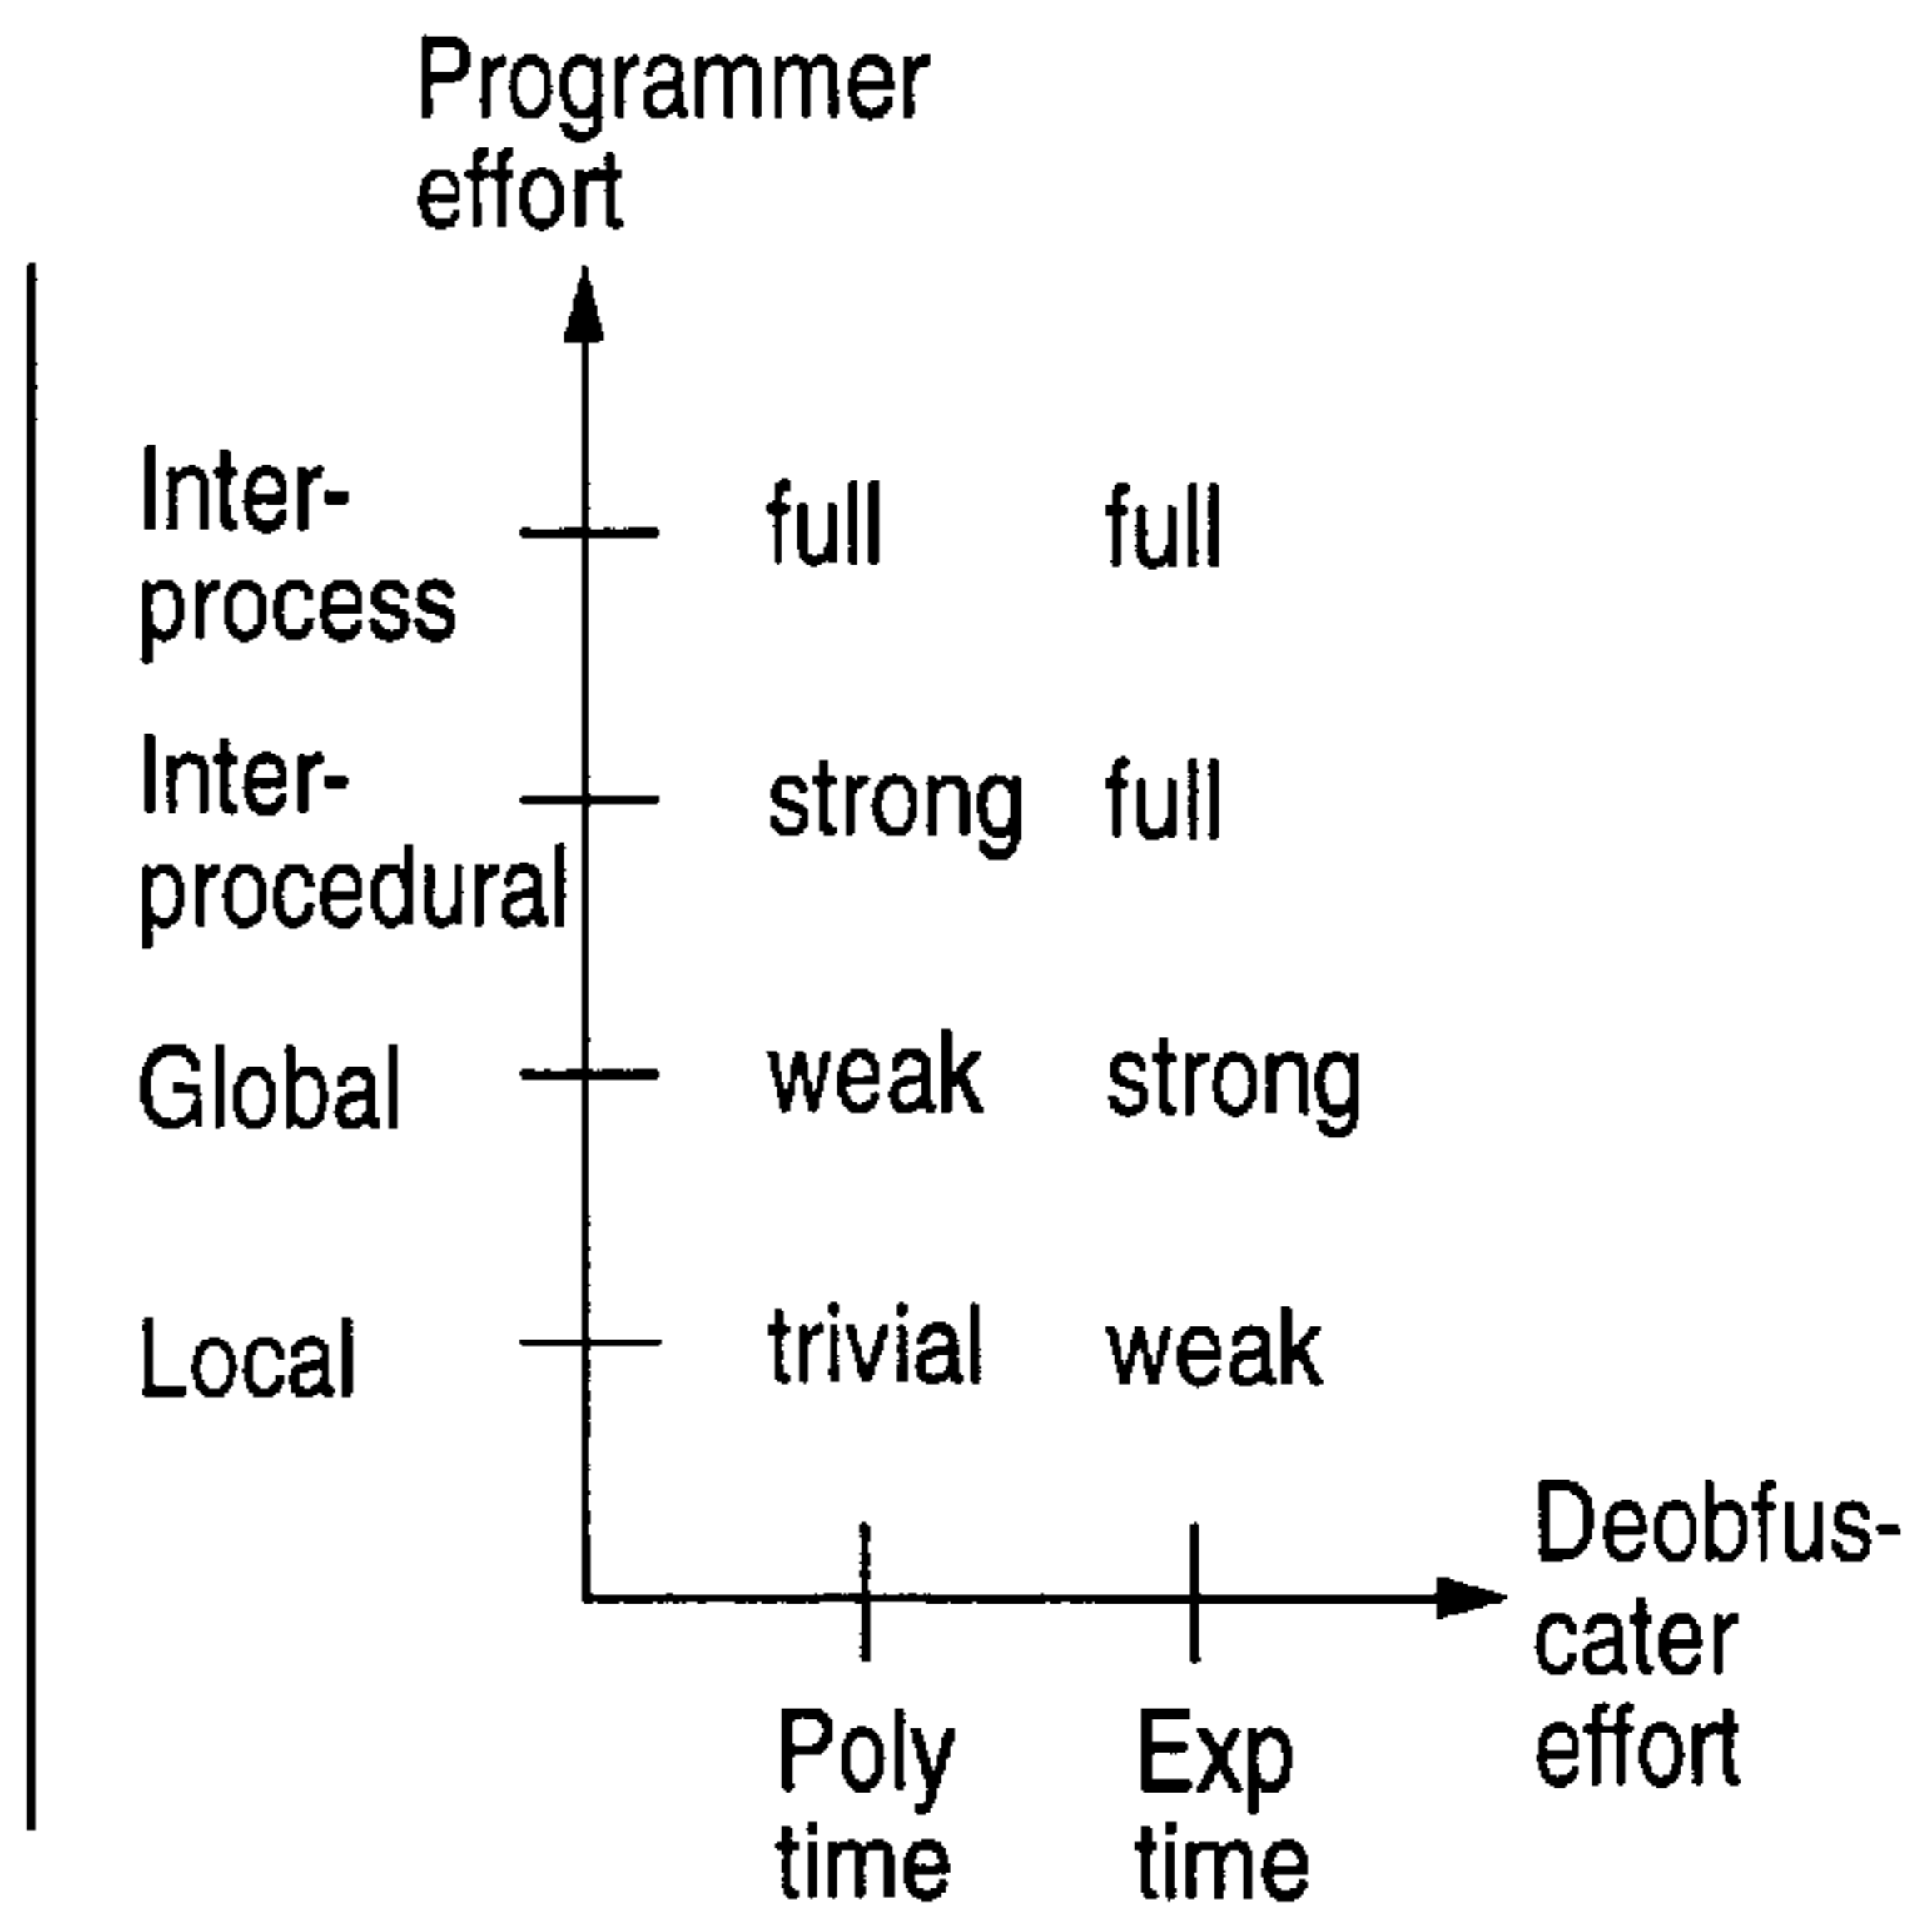 Programmer
effort
Inter-
process
full full
Inter-
procedural
strong full
Global weak strong
Local trivial weak
Deobfus-
cater
effort
Poly
time
Exp
time